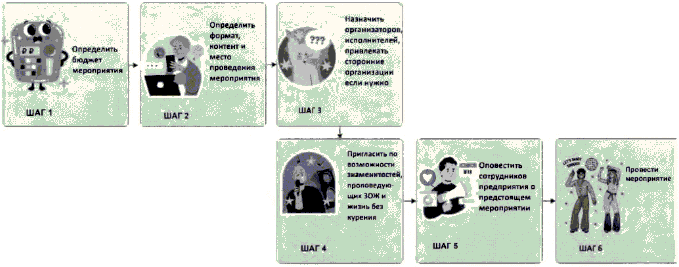 Определить
бюджет
мероприятия
ШАГ 1
Определить
формат,
контент и
место
проведения
мероприятия
ШАГ 2
Назначить
организаторов,
исполнителей,
привлекать
сторонние
организации
если нужно
???
ШАГ 3
Пригласить по
возможности
знаменитостей,
проповедую-
щих ЗОЖ и
жизнь без
курения
ШАГ 4
Оповестить
сотрудников
предприятия о
предстоящем
мероприятии
ШАГ 5
Провести
мероприятие
ШАГ 6